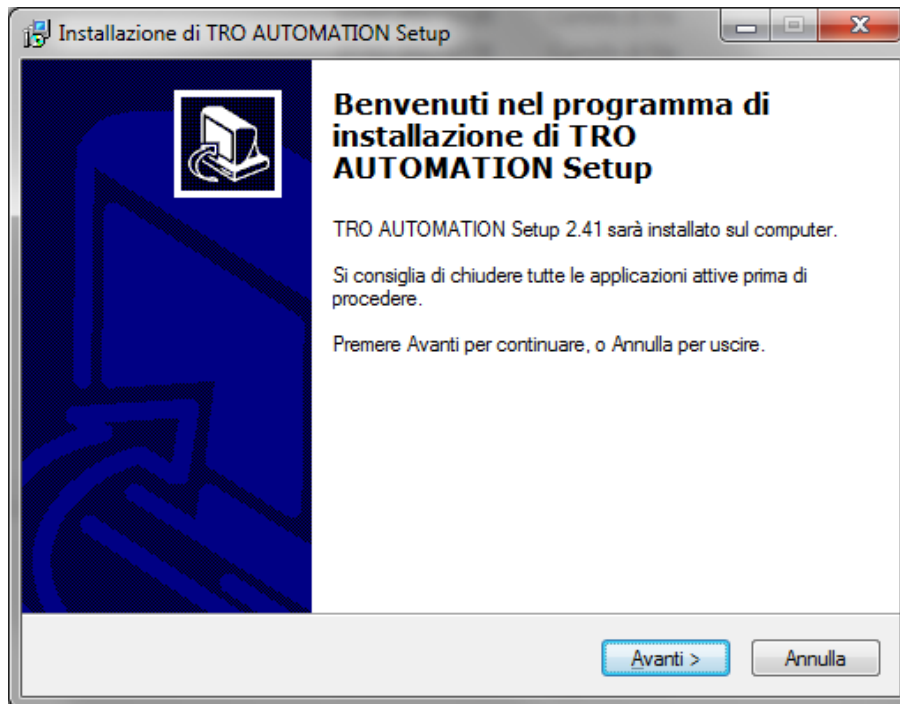 Installazione di TRO AUTOMATION Setup
Benvenuti nel programma di
installazione di TRO
AUTOMATION Setup
TRO AUTOMATION Setup 2.41 sarà installato sul computer.
Si consiglia di chiudere tutte le applicazioni attive prima di
procedere.
Premere Avanti per continuare, o Annulla per uscire.
Avanti >
Annulla